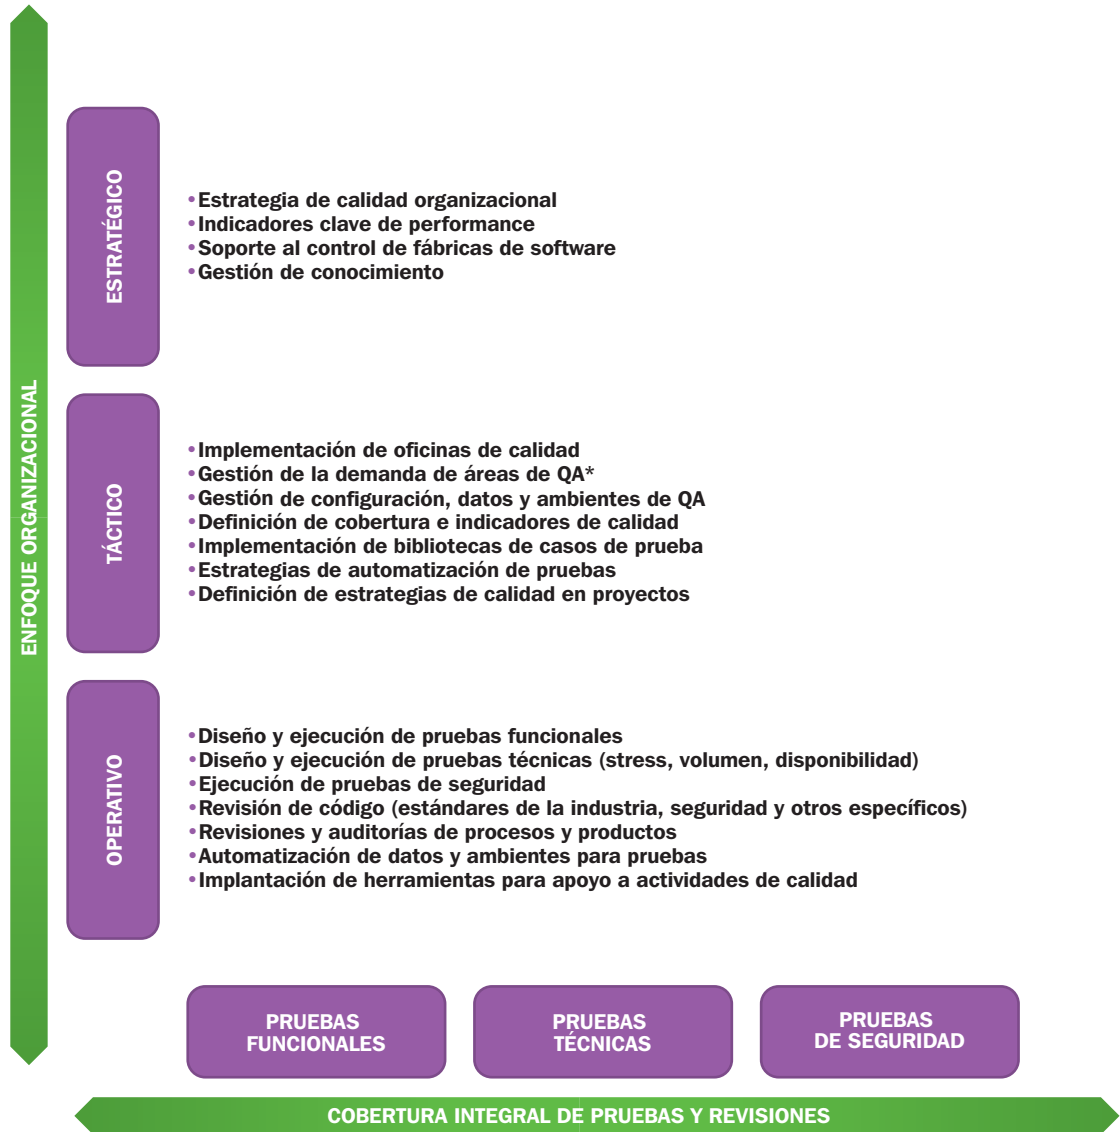 ENFOQUE ORGANIZACIONAL
ESTRATÉGICO
•Estrategia de calidad organizacional
•Indicadores clave de performance
•Soporte al control de fábricas de software
•Gestión de conocimiento
TÁCTICO
•Implementación de oficinas de calidad
•Gestión de la demanda de áreas de QA*
•Gestión de configuración, datos y ambientes de QA
•Definición de cobertura e indicadores de calidad
•Implementación de bibliotecas de casos de prueba
•Estrategias de automatización de pruebas
•Definición de estrategias de calidad en proyectos
OPERATIVO
•Diseño y ejecución de pruebas funcionales
•Diseño y ejecución de pruebas técnicas (stress, volumen, disponibilidad)
•Ejecución de pruebas de seguridad
•Revisión de código (estándares de la industria, seguridad y otros específicos)
•Revisiones y auditorías de procesos y productos
•Automatización de datos y ambientes para pruebas
•Implantación de herramientas para apoyo a actividades de calidad
PRUEBAS
FUNCIONALES
PRUEBAS
TÉCNICAS
PRUEBAS
DE SEGURIDAD
COBERTURA INTEGRAL DE PRUEBAS Y REVISIONES